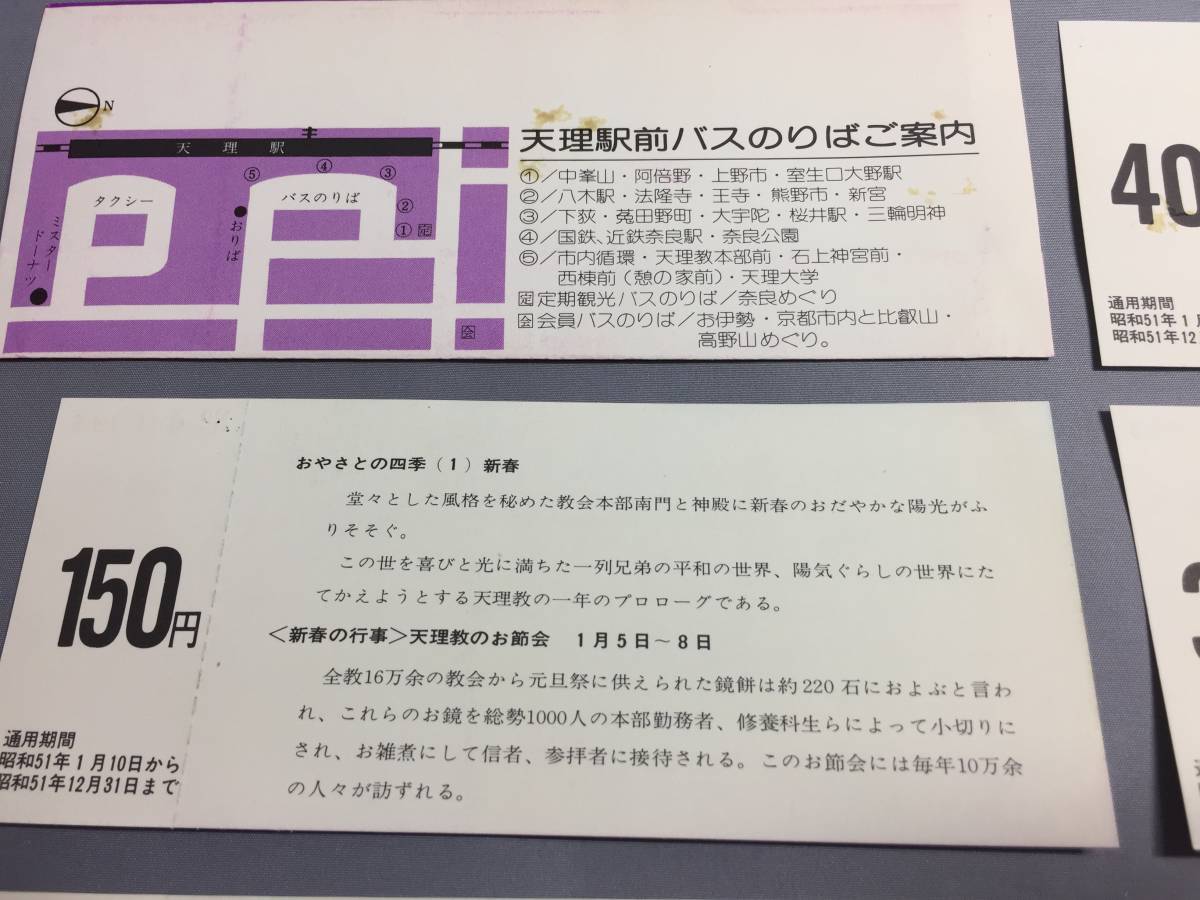 N
天理駅
タクシー
バスのりば
おりば
ミスター
ドーナツ
⑤
④
③
②
①
定
会
天理駅前バスのりばご案内
①/中峯山・阿倍野・上野市・室生口大野駅
②/八木駅・法隆寺・王寺・熊野市・新宮
③/下荻・菟田野町・大宇陀・桜井駅・三輪明神
④/国鉄、近鉄奈良駅・奈良公園
⑤/市内循環・天理教本部前・石上神宮前・
西棟前(憩の家前)・天理大学
定定期観光バスのりば/奈良めぐり
会会員バスのりば/お伊勢・京都市内と比叡山・
高野山めぐり。
40
通用期間
昭和51年1月
昭和51年12
150円
通用期間
昭和51年1月10日から
昭和51年12月31日まで
おやさとの四季(1)新春
堂々とした風格を秘めた教会本部南門と神殿に新春のおだやかな陽光がふ
りそそぐ。
この世を喜びと光に満ちた一列兄弟の平和の世界、陽気ぐらしの世界にた
てかえようとする天理教の一年のプロローグである。
<新春の行事>天理教のお節会 1月5日~8日
全教16万余の教会から元旦祭に供えられた鏡餅は約220石におよぶと言わ
れ、これらのお鏡を総勢1000人の本部勤務者、修養科生らによって小切りに
され、お雑煮にして信者、参拝者に接待される。このお節会には毎年10万余
の人々が訪ずれる。